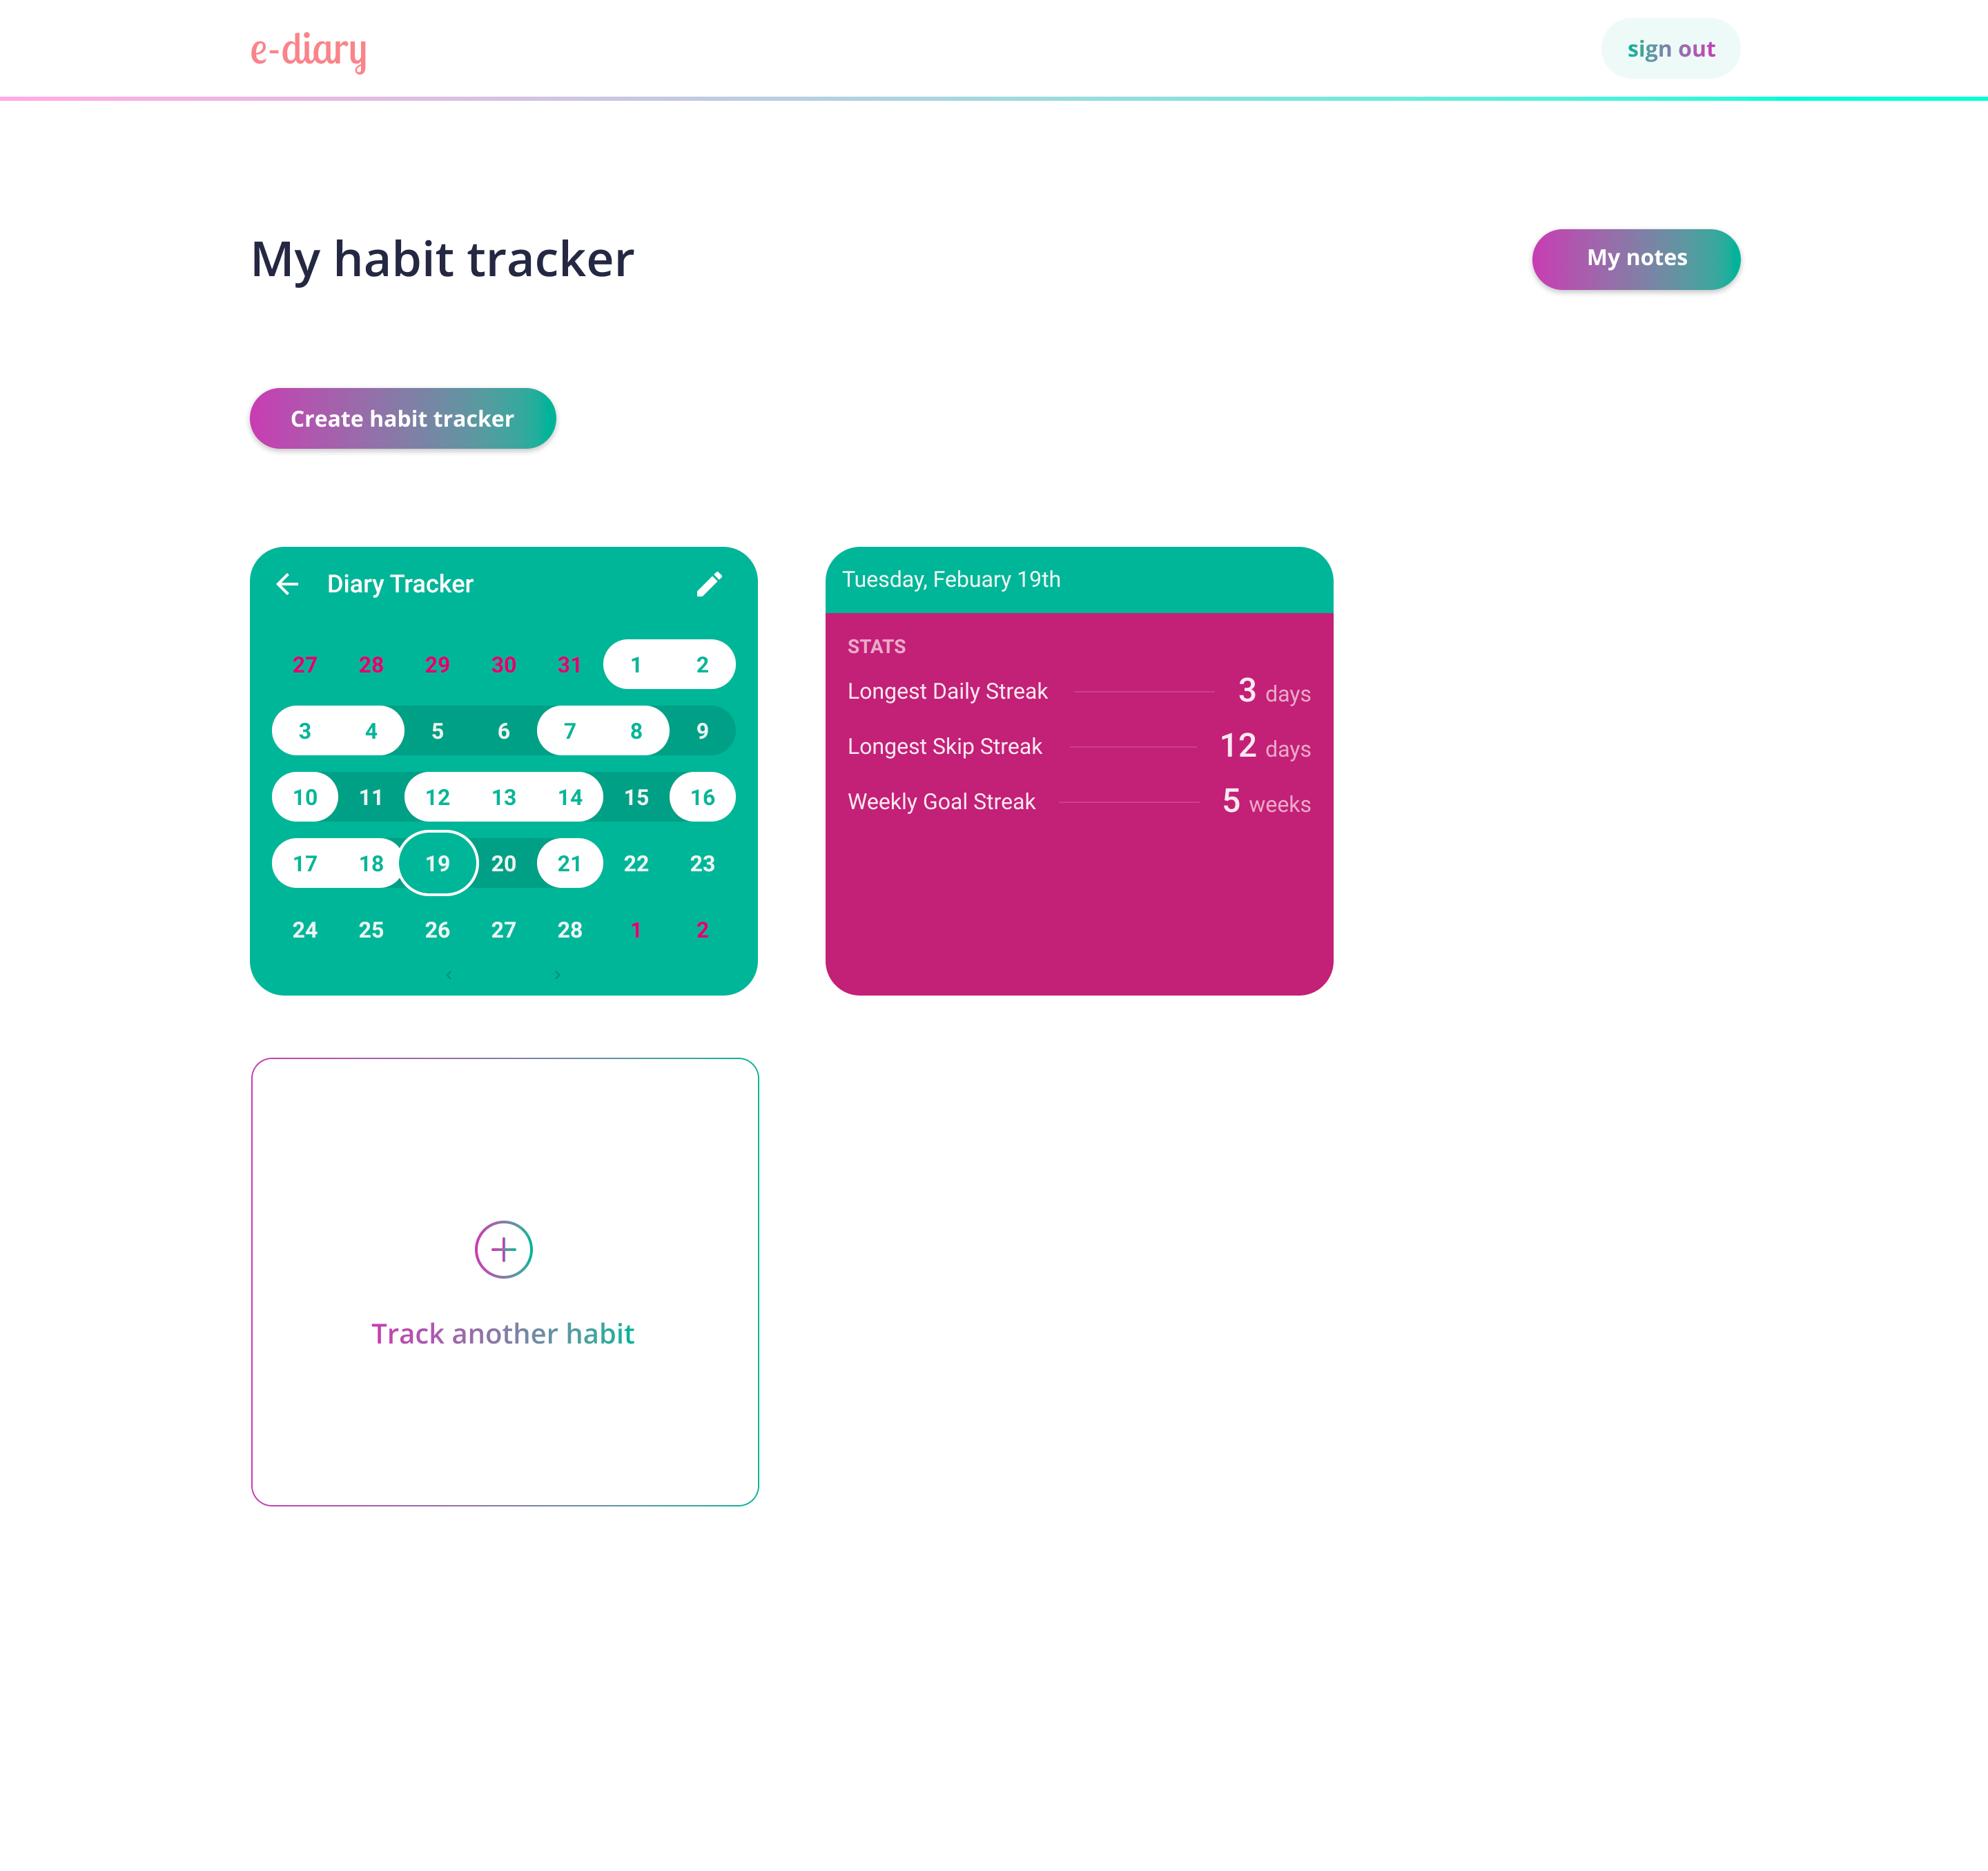 e-diary
sign out
My habit tracker
My notes
Create habit tracker
Diary Tracker
27 28 29 30 31 1 2
3 4 5 6 7 8 9
10 11 12 13 14 15 16
17 18 19 20 21 22 23
24 25 26 27 28 1 2
Tuesday, Febuary 19th
STATS
Longest Daily Streak 3 days
Longest Skip Streak 12 days
Weekly Goal Streak 5 weeks
Track another habit